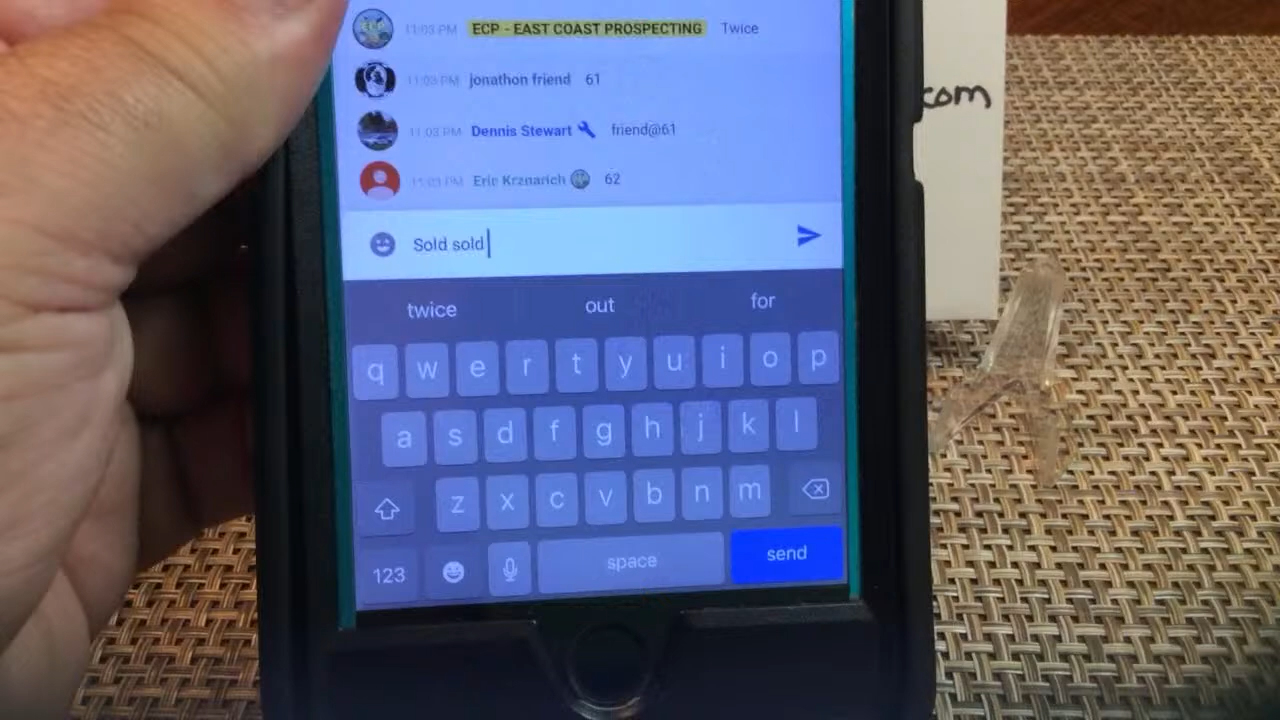 ECP
11:03 PM ECP - EAST COAST PROSPECTING Twice
11:03 PM jonathon friend 61
11:03 PM Dennis Stewart friend@61
11:03 PM Eric Krznarich 62
Sold sold
twice out for
q w e r t y u i o p
a s d f g h j k l
z x c v b n m
123 space send
com